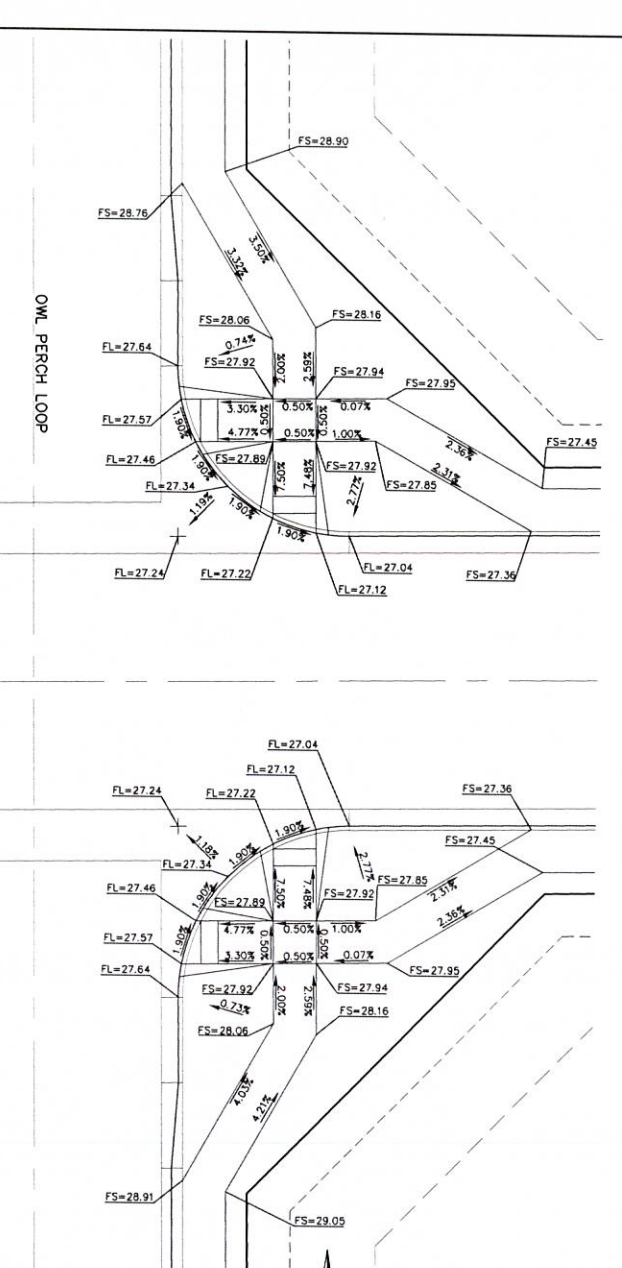 FS=28.90
FS=28.76
3.50%
3.32%
OWL PERCH LOOP
FS=28.06
FS=28.16
0.74%
FL=27.64
FS=27.92
2.00%
2.59%
FS=27.94
FS=27.95
FL=27.57
3.30%
0.50%
0.07%
0.50%
0.50%
1.90%
4.77%
0.50%
1.00%
FS=27.45
2.36%
FL=27.46
FS=27.89
FS=27.92
2.31%
1.90%
FS=27.85
7.50%
7.48%
FL=27.34
2.77%
1.19%
1.90%
1.90%
FL=27.24
FL=27.22
FL=27.04
FS=27.36
FL=27.12
FL=27.04
FL=27.12
FL=27.24
FL=27.22
FS=27.36
1.90%
1.18%
1.90%
FS=27.45
FL=27.34
2.77%
FS=27.85
1.90%
7.50%
7.48%
2.31%
FL=27.46
FS=27.89
FS=27.92
2.36%
4.77%
0.50%
1.00%
FL=27.57
1.90%
0.50%
0.50%
3.30%
0.50%
0.07%
FL=27.64
FS=27.92
FS=27.94
FS=27.95
0.73%
2.00%
2.59%
FS=28.16
FS=28.06
4.03%
4.21%
FS=28.91
FS=29.05